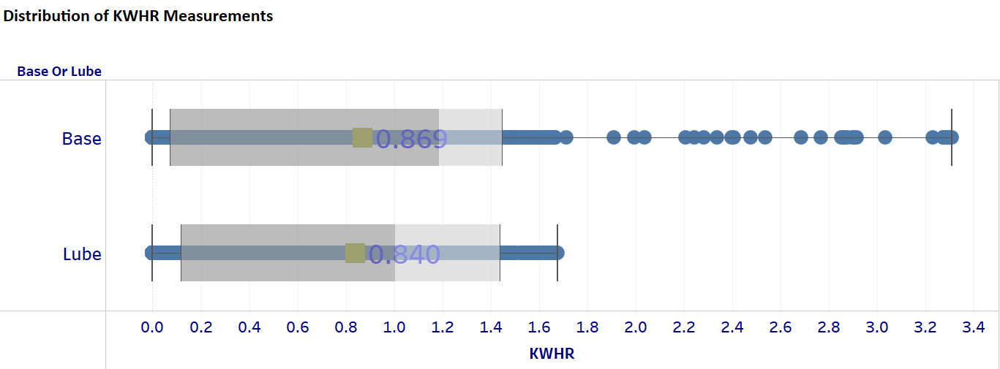 Distribution of KWHR Measurements
Base Or Lube
Base
0.869
Lube
0.840
0.0 0.2 0.4 0.6 0.8 1.0 1.2 1.4 1.6 1.8 2.0 2.2 2.4 2.6 2.8 3.0 3.2 3.4
KWHR